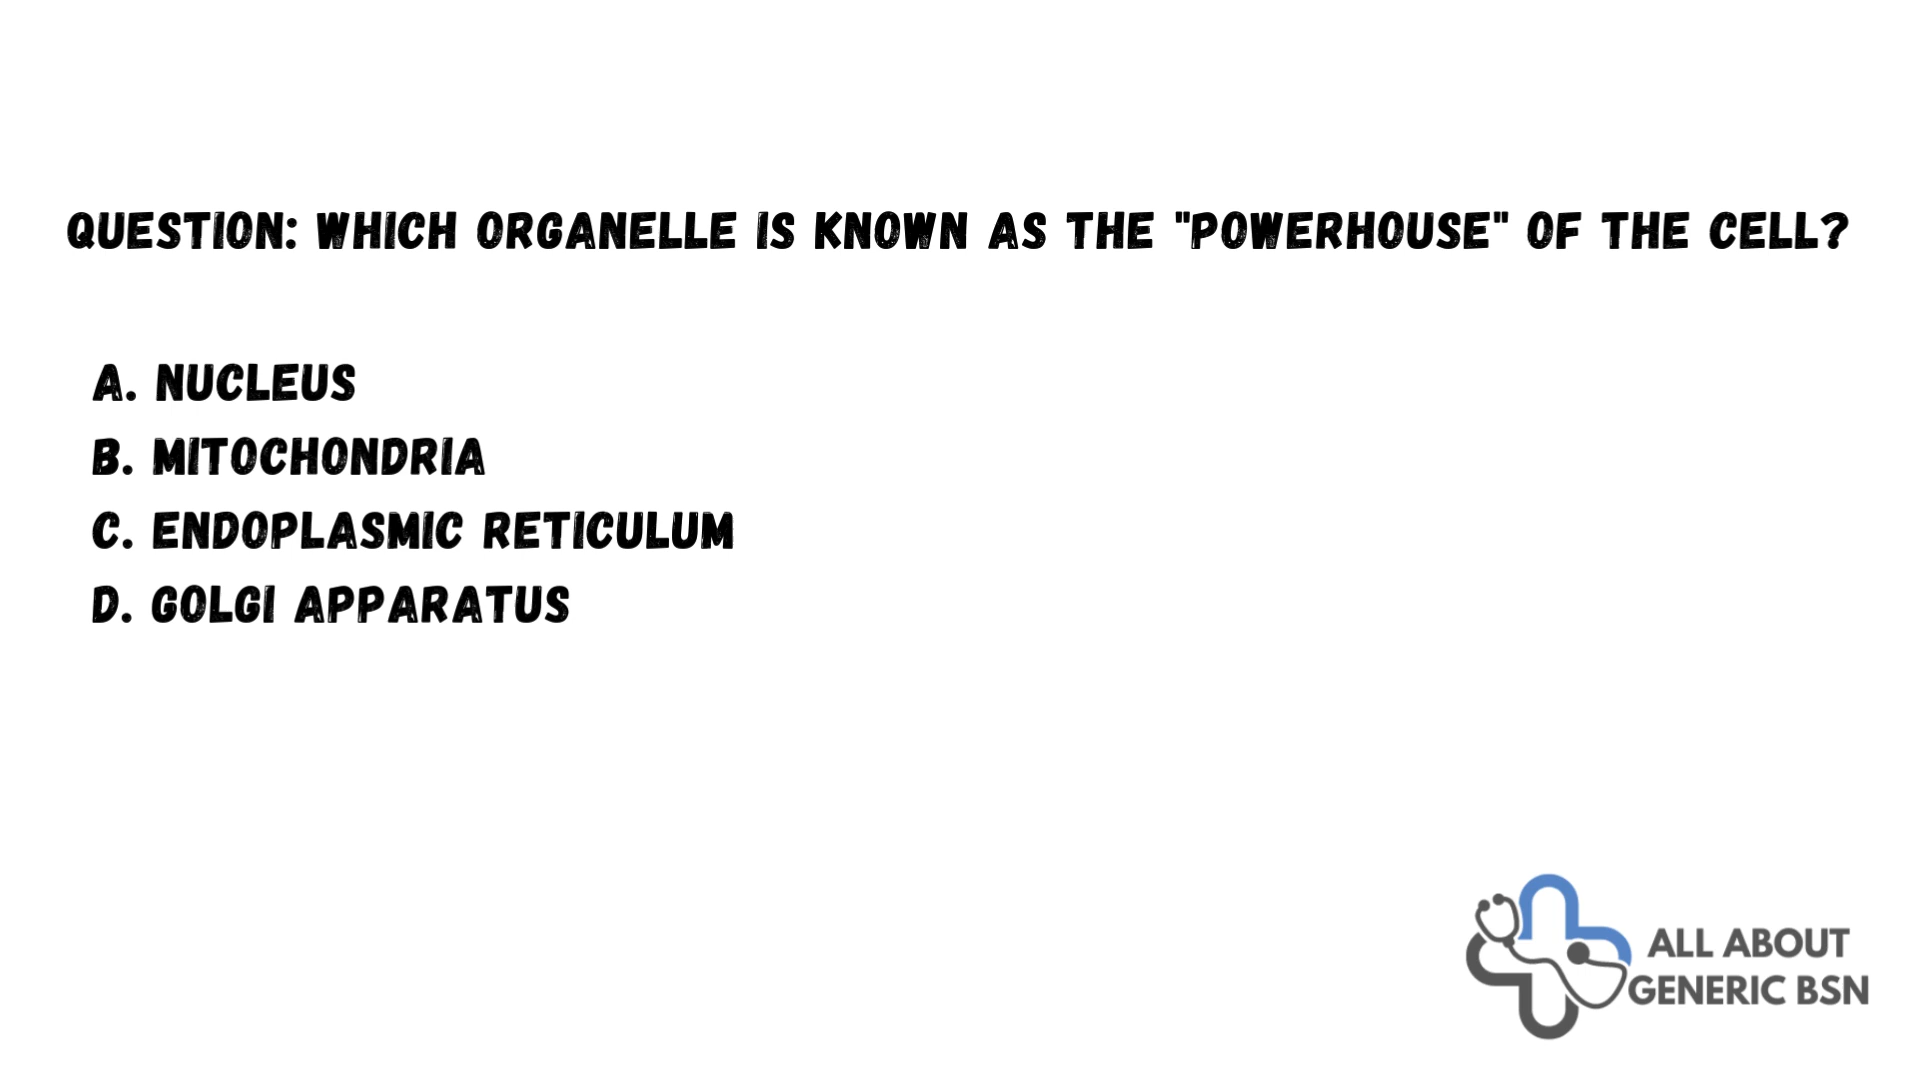 QUESTION: WHICH ORGANELLE IS KNOWN AS THE "POWERHOUSE" OF THE CELL?
A. NUCLEUS
B. MITOCHONDRIA
C. ENDOPLASMIC RETICULUM
D. GOLGI APPARATUS
ALL ABOUT
GENERIC BSN